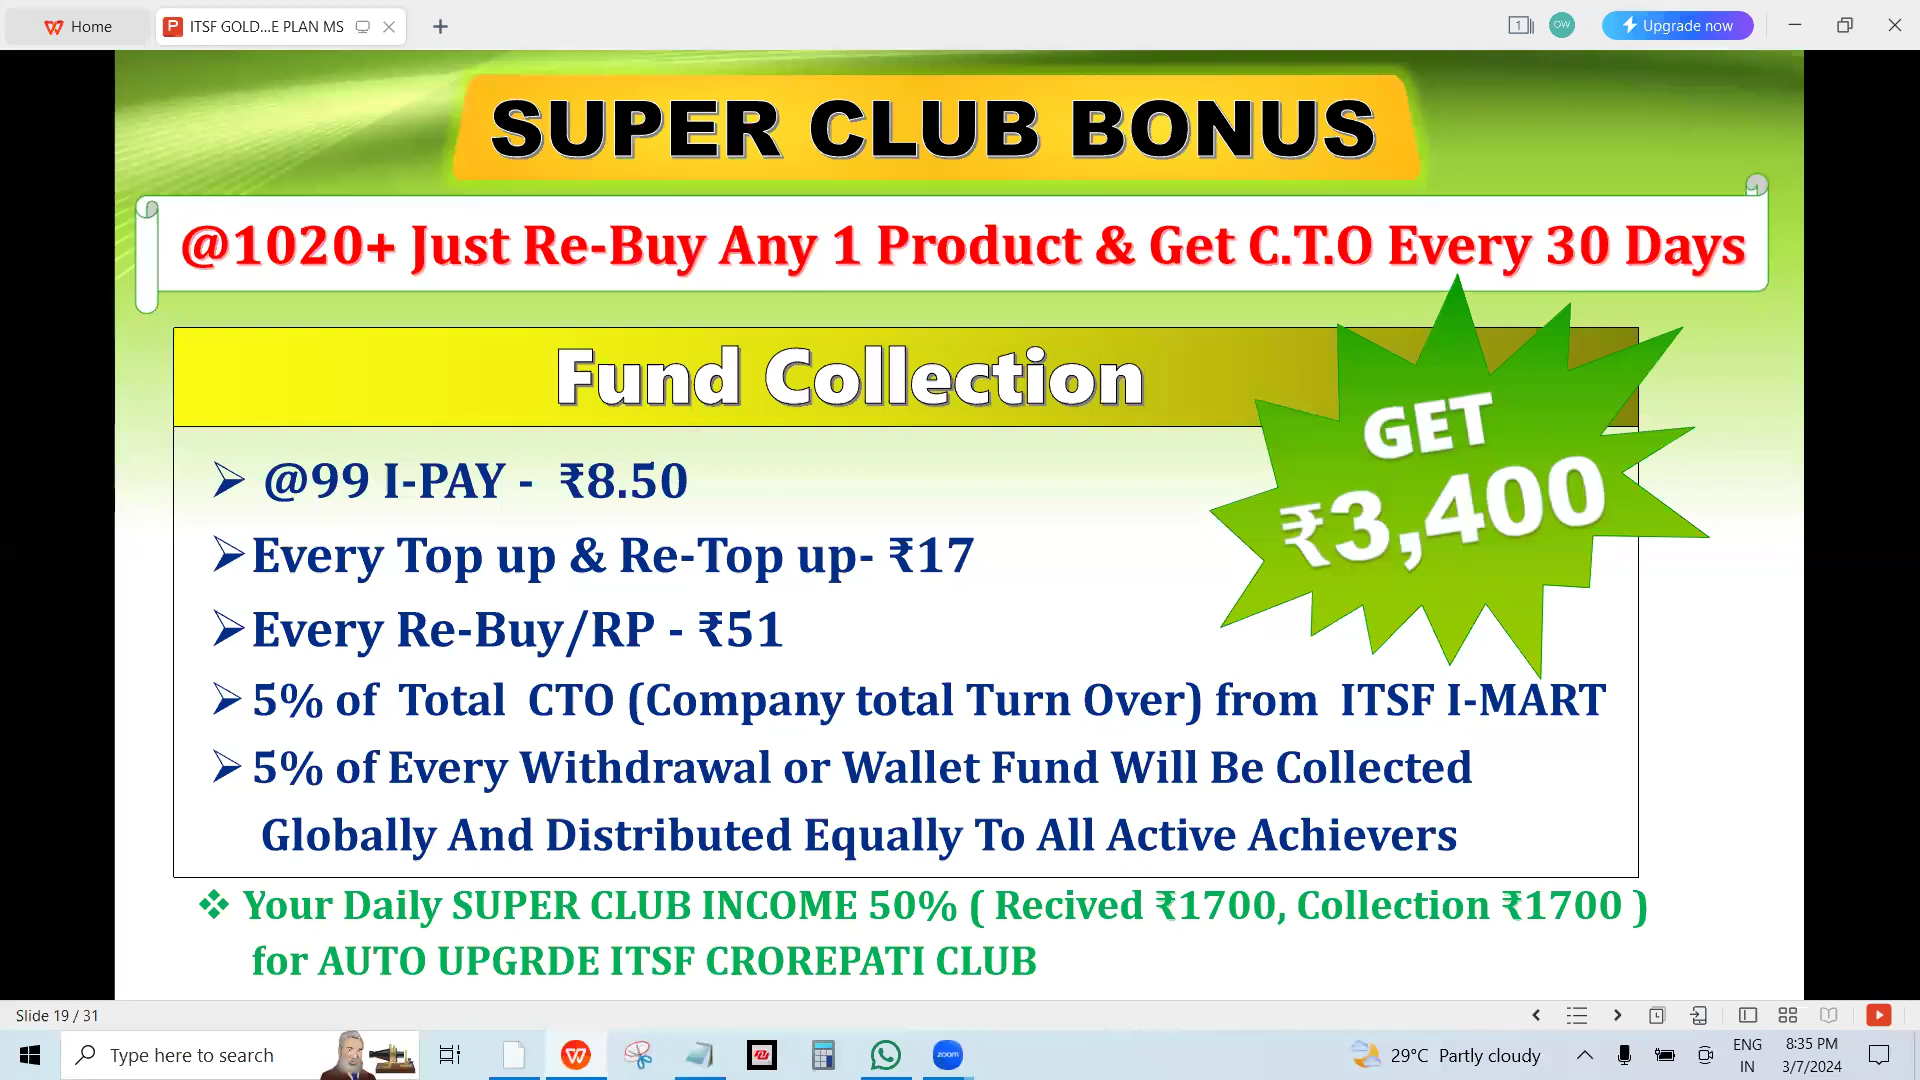 Home
ITSF GOLD...E PLAN MS
1
OW
Upgrade now
SUPER CLUB BONUS
@1020+ Just Re-Buy Any 1 Product & Get C.T.O Every 30 Days
Fund Collection
GET
₹3,400
@99 I-PAY - ₹8.50
Every Top up & Re-Top up- ₹17
Every Re-Buy/RP - ₹51
5% of Total CTO (Company total Turn Over) from ITSF I-MART
5% of Every Withdrawal or Wallet Fund Will Be Collected
Globally And Distributed Equally To All Active Achievers
Your Daily SUPER CLUB INCOME 50% ( Recived ₹1700, Collection ₹1700 )
for AUTO UPGRDE ITSF CROREPATI CLUB
Slide 19 / 31
Type here to search
zoom
29°C Partly cloudy
ENG
IN
8:35 PM
3/7/2024